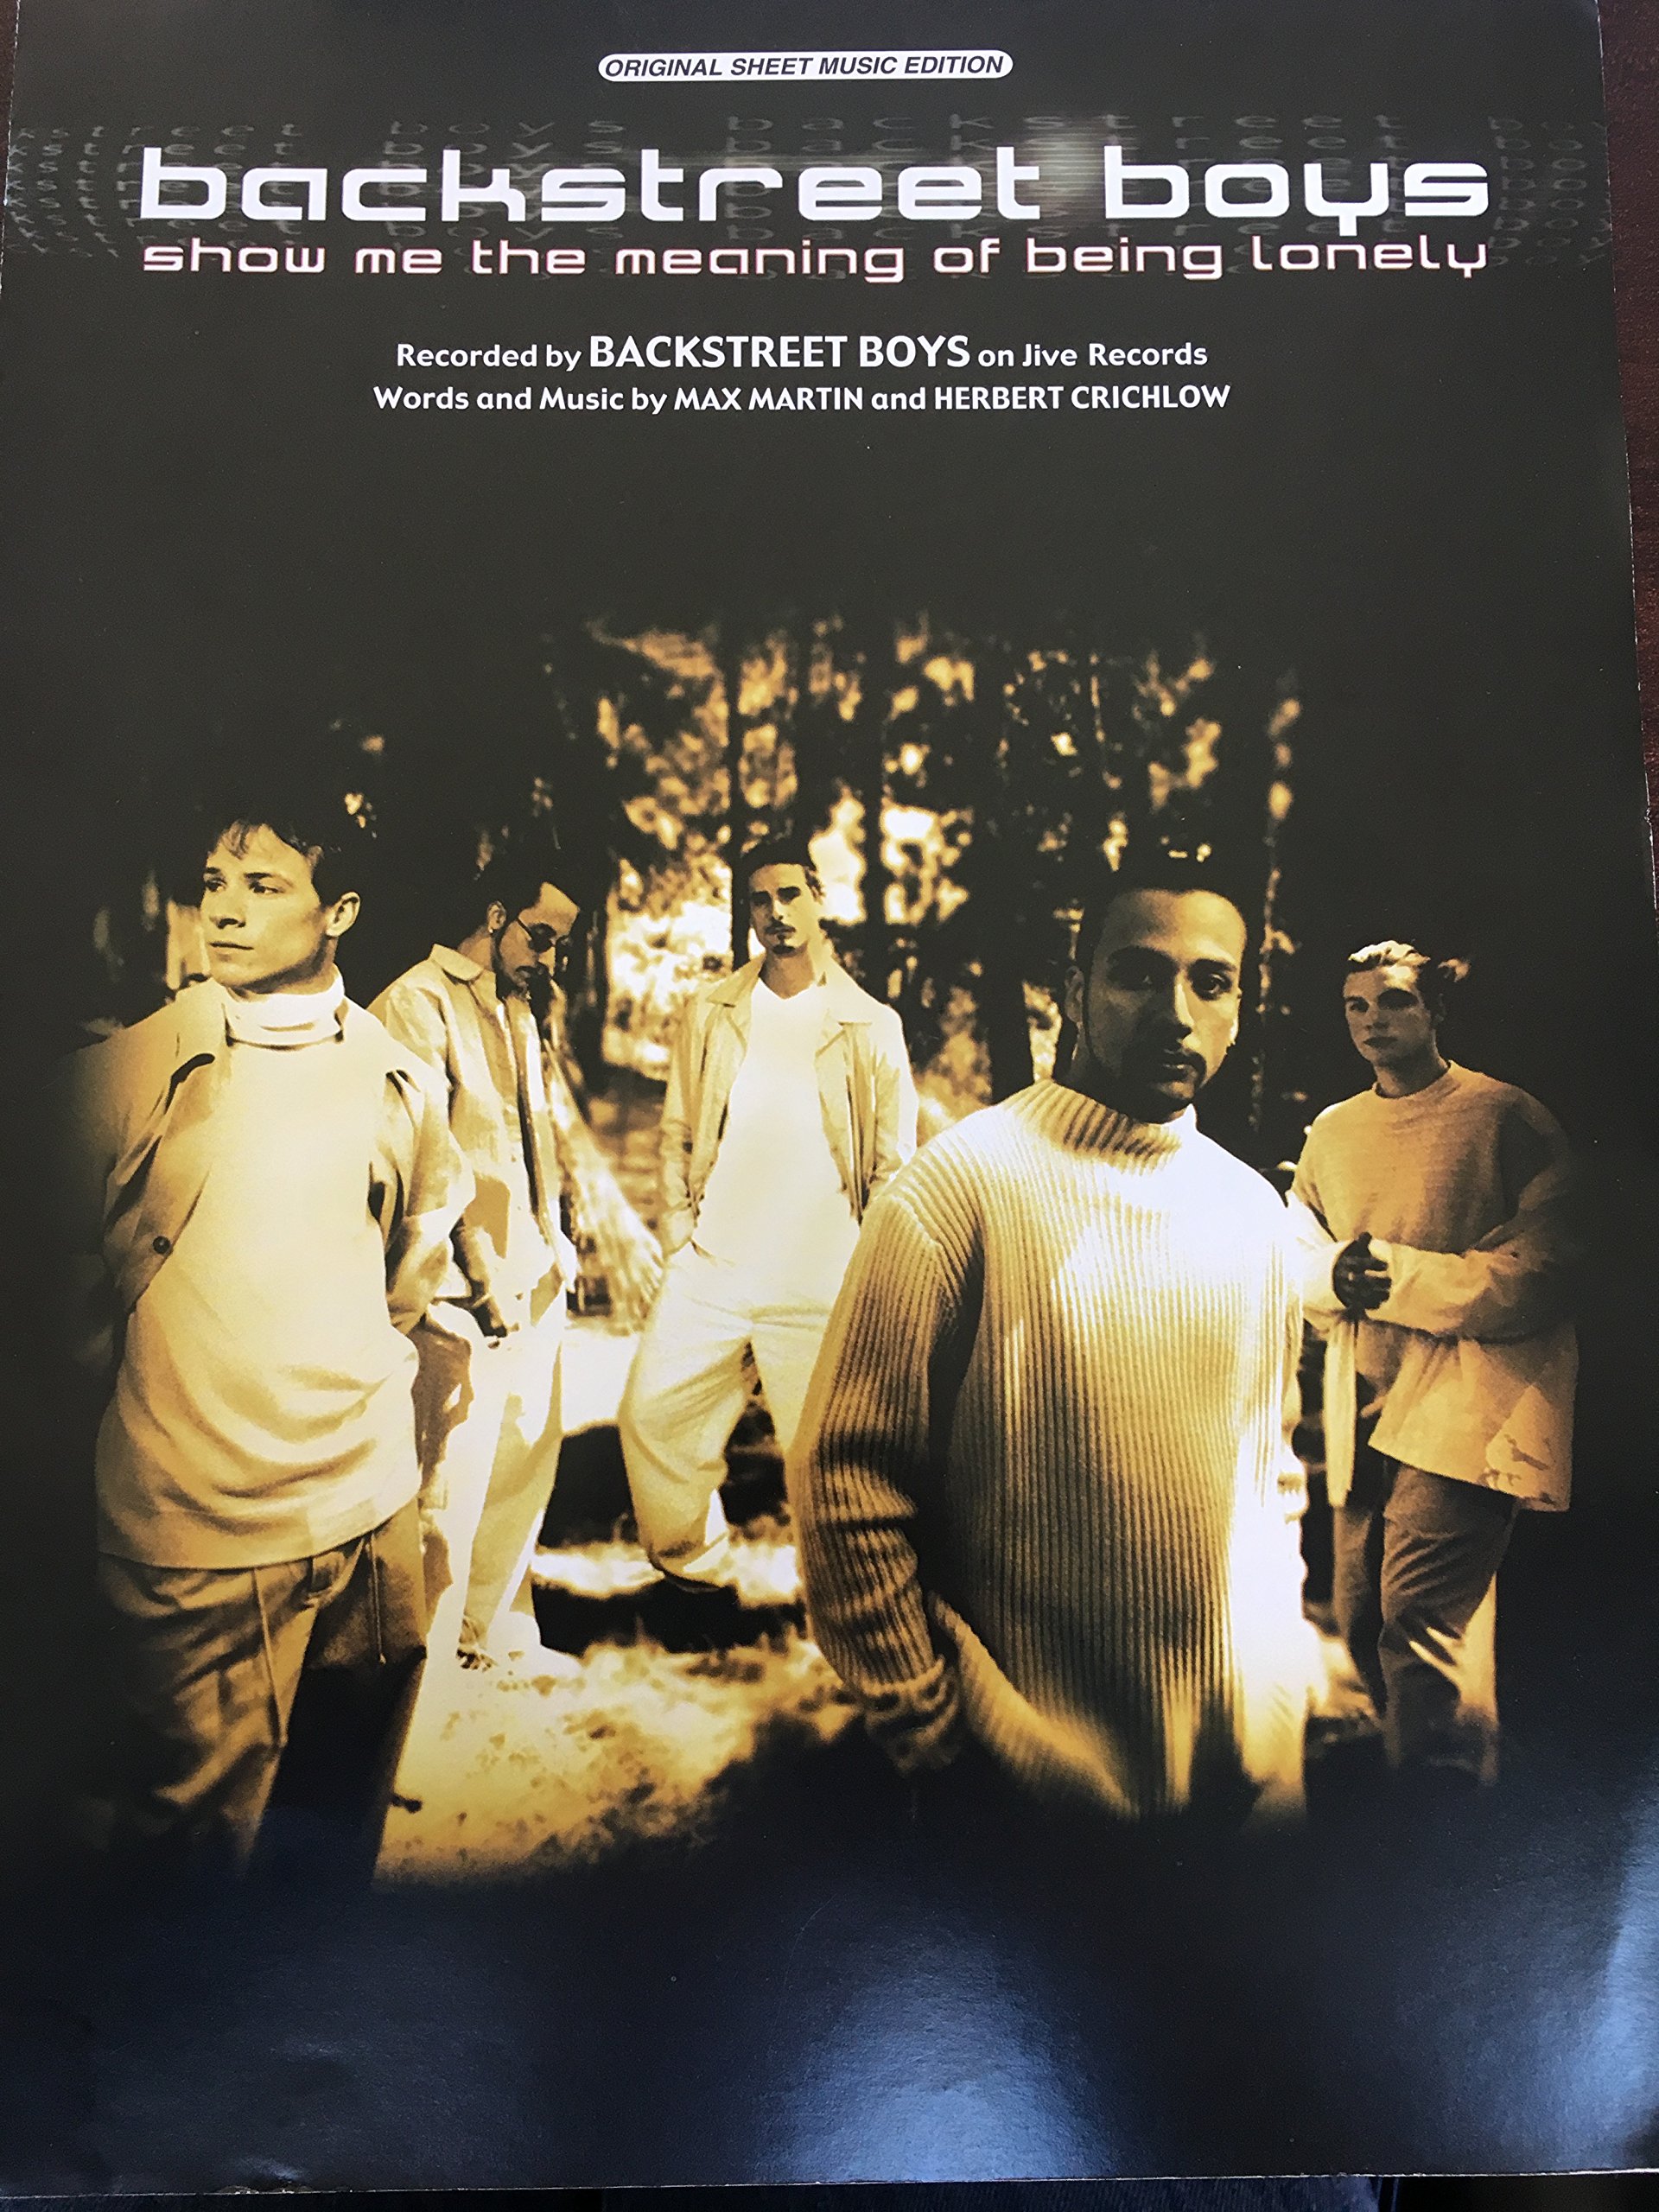 ORIGINAL SHEET MUSIC EDITION
backstreet boys
show me the meaning of being lonely
Recorded by BACKSTREET BOYS on Jive Records
Words and Music by MAX MARTIN and HERBERT CRICHLOW